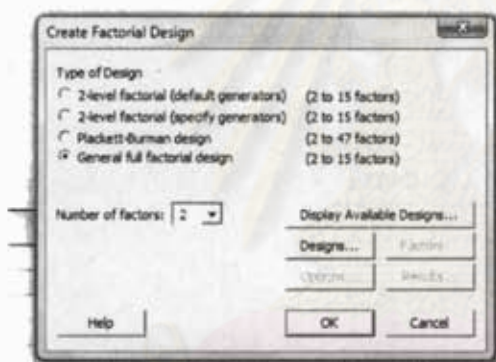 Create Factorial Design
Type of Design
2-level factorial (default generators) (2 to 15 factors)
2-level factorial (specify generators) (2 to 15 factors)
Plackett-Burman design (2 to 47 factors)
General full factorial design (2 to 15 factors)
Number of factors: 2
Display Available Designs...
Designs... Factors...
Options... Results...
Help OK Cancel